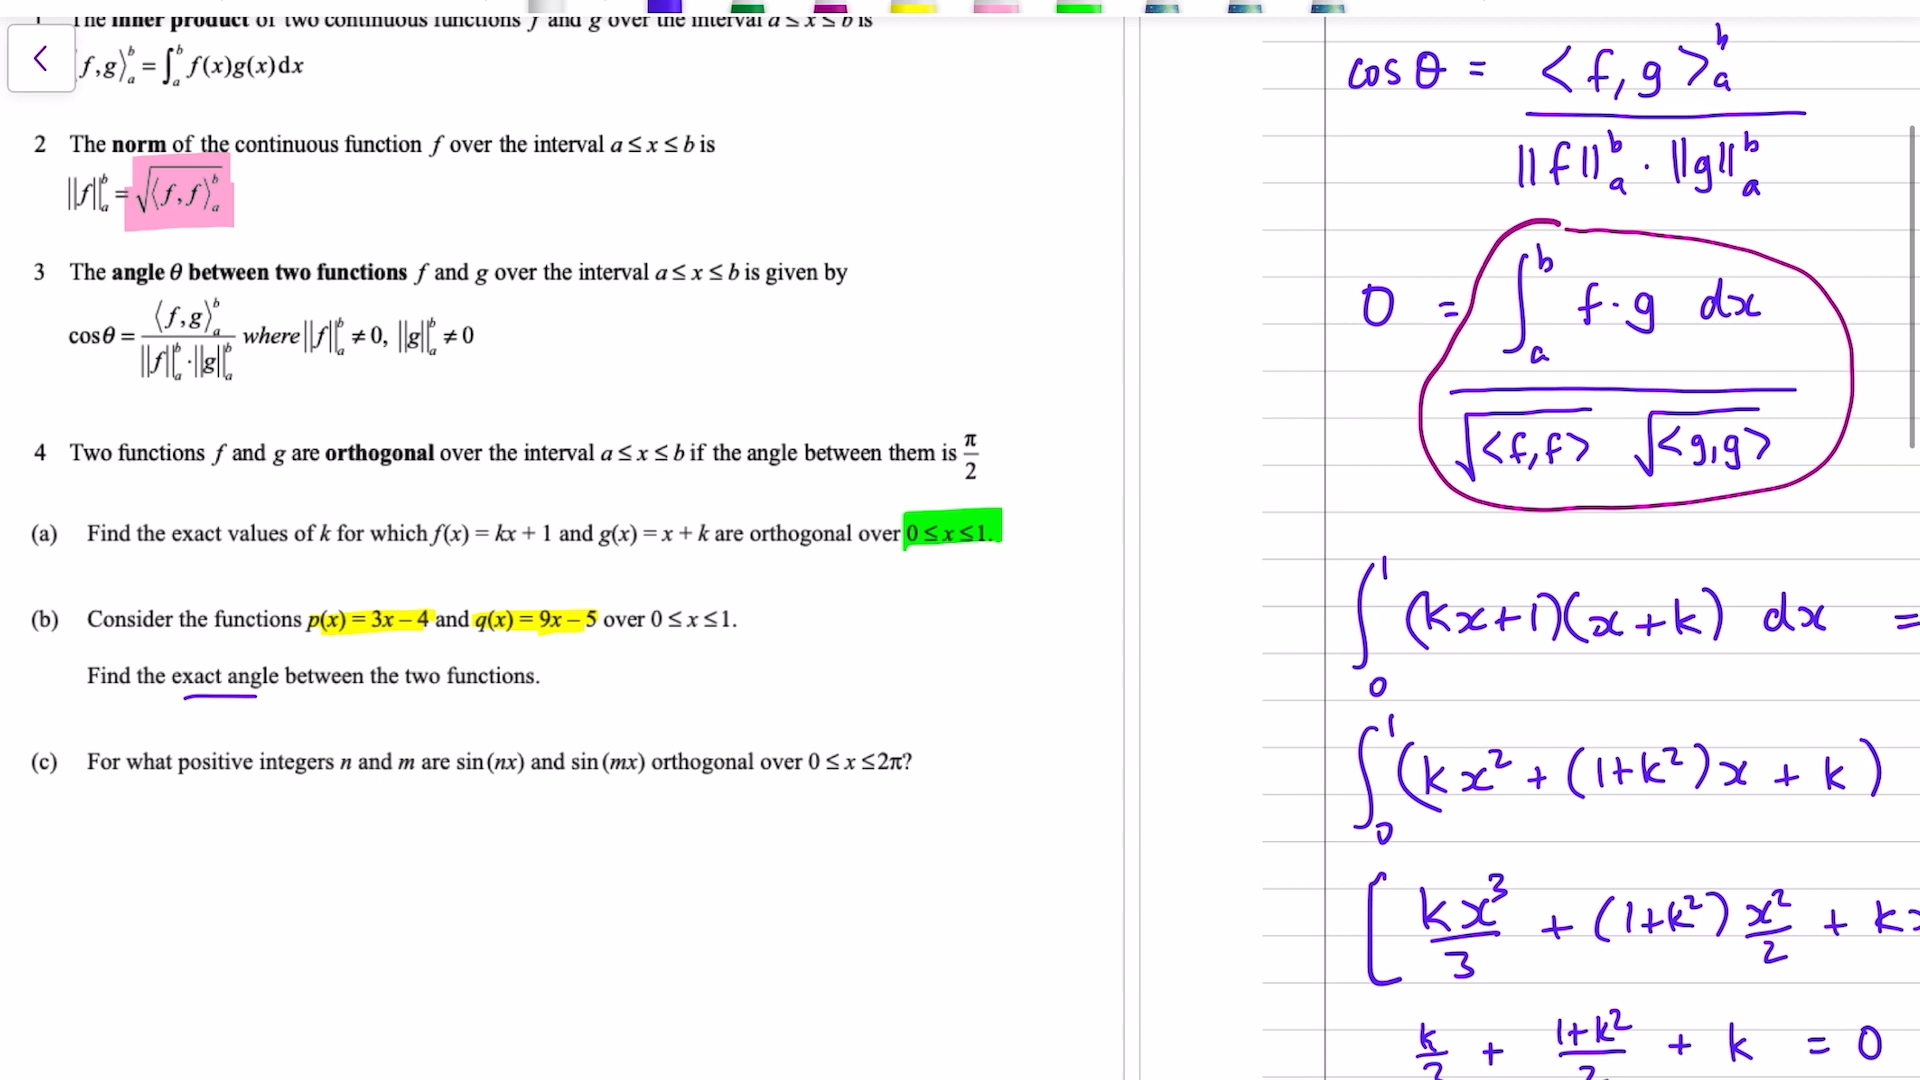 1 The inner product of two continuous functions f and g over the interval a ≤ x ≤ b is
f,g⟩ₐᵇ = ∫ₐᵇ f(x)g(x)dx
2 The norm of the continuous function f over the interval a ≤ x ≤ b is
||f||ₐᵇ = √⟨f,f⟩ₐᵇ
3 The angle θ between two functions f and g over the interval a ≤ x ≤ b is given by
cosθ = ⟨f,g⟩ₐᵇ / ||f||ₐᵇ · ||g||ₐᵇ where ||f||ₐᵇ ≠ 0, ||g||ₐᵇ ≠ 0
4 Two functions f and g are orthogonal over the interval a ≤ x ≤ b if the angle between them is π/2
(a) Find the exact values of k for which f(x) = kx + 1 and g(x) = x + k are orthogonal over 0 ≤ x ≤ 1.
(b) Consider the functions p(x) = 3x – 4 and q(x) = 9x – 5 over 0 ≤ x ≤ 1.
Find the exact angle between the two functions.
(c) For what positive integers n and m are sin(nx) and sin(mx) orthogonal over 0 ≤ x ≤ 2π?
cos θ = <f, g>ₐᵇ / ||f||ₐᵇ · ||g||ₐᵇ
0 = ∫ₐᵇ f·g dx / √<f,f> √<g,g>
∫₀¹ (kx+1)(x+k) dx =
∫₀¹ (kx² + (1+k²)x + k)
[ kx³/3 + (1+k²) x²/2 + k
k/3 + 1+k²/2 + k = 0